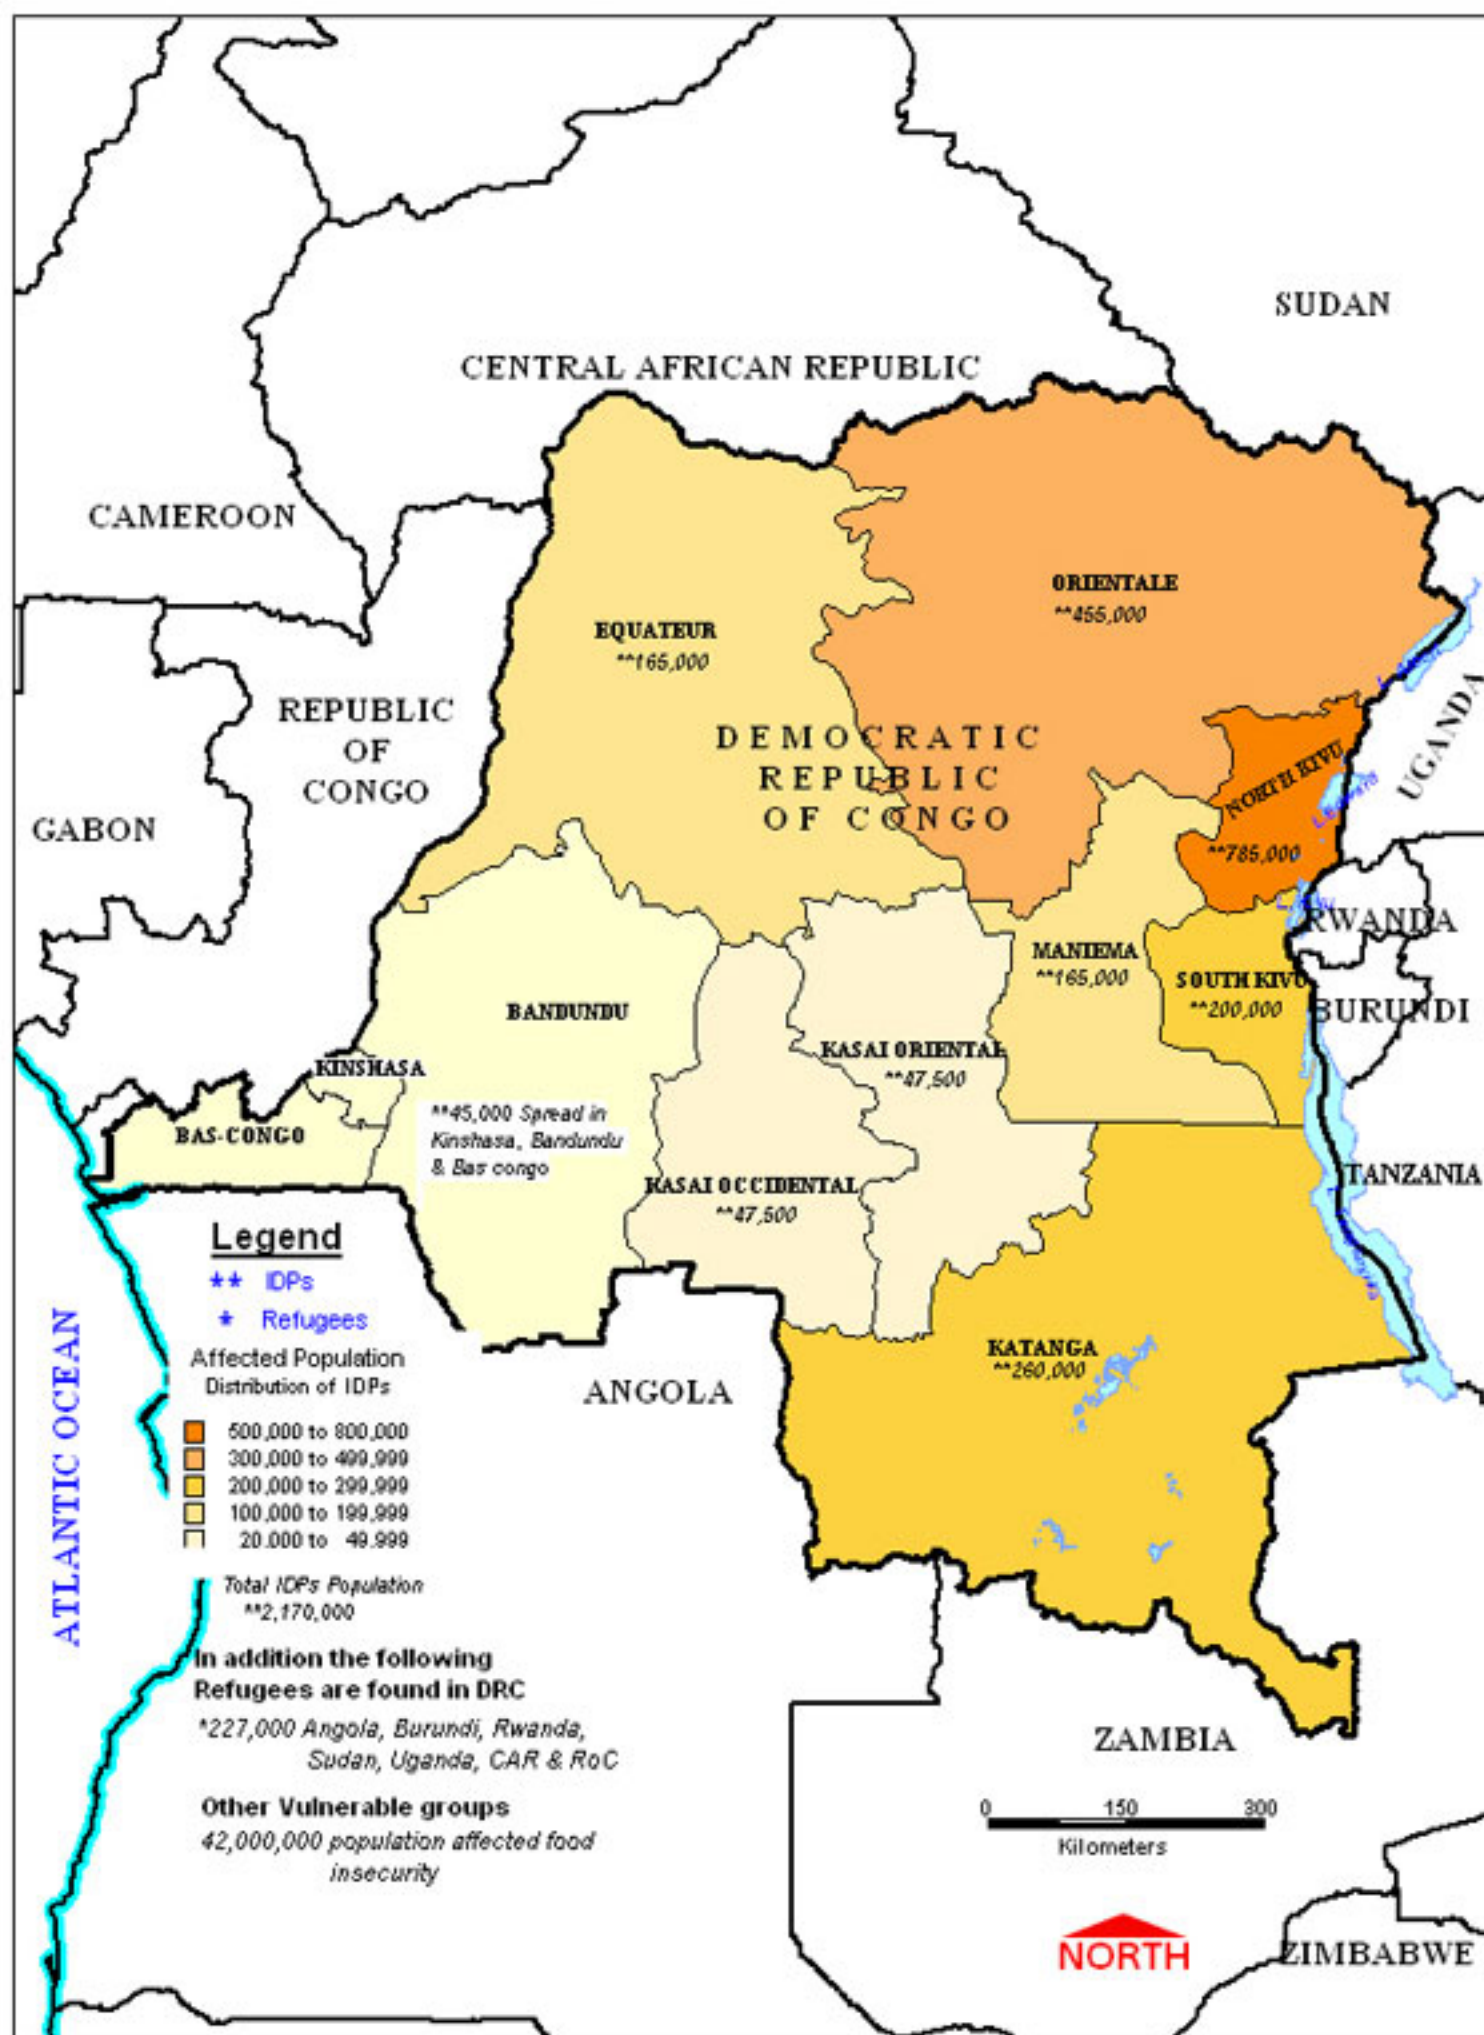 SUDAN
CENTRAL AFRICAN REPUBLIC
CAMEROON
ORIENTALE
**455,000
EQUATEUR
**165,000
UGANDA
REPUBLIC
OF
CONGO
DEMOCRATIC
REPUBLIC
OF CONGO
NORTH KIVU
**785,000
GABON
RWANDA
MANIEMA
**165,000
SOUTH KIVU
**200,000
BURUNDI
BANDUNDU
KASAI ORIENTAL
**47,500
KINSHASA
BAS-CONGO
**45,000 Spread in
Kinshasa, Bandundu
& Bas congo
KASAI OCCIDENTAL
**47,500
TANZANIA
Legend
** IDPs
* Refugees
Affected Population
Distribution of IDPs
500,000 to 800,000
300,000 to 499,999
200,000 to 299,999
100,000 to 199,999
20.000 to 49.999
Total IDPs Population
**2,170,000
In addition the following
Refugees are found in DRC
*227,000 Angola, Burundi, Rwanda,
Sudan, Uganda, CAR & RoC
Other Vulnerable groups
42,000,000 population affected food
insecurity
ATLANTIC OCEAN
ANGOLA
KATANGA
**260,000
ZAMBIA
0 150 300
Kilometers
NORTH
ZIMBABWE